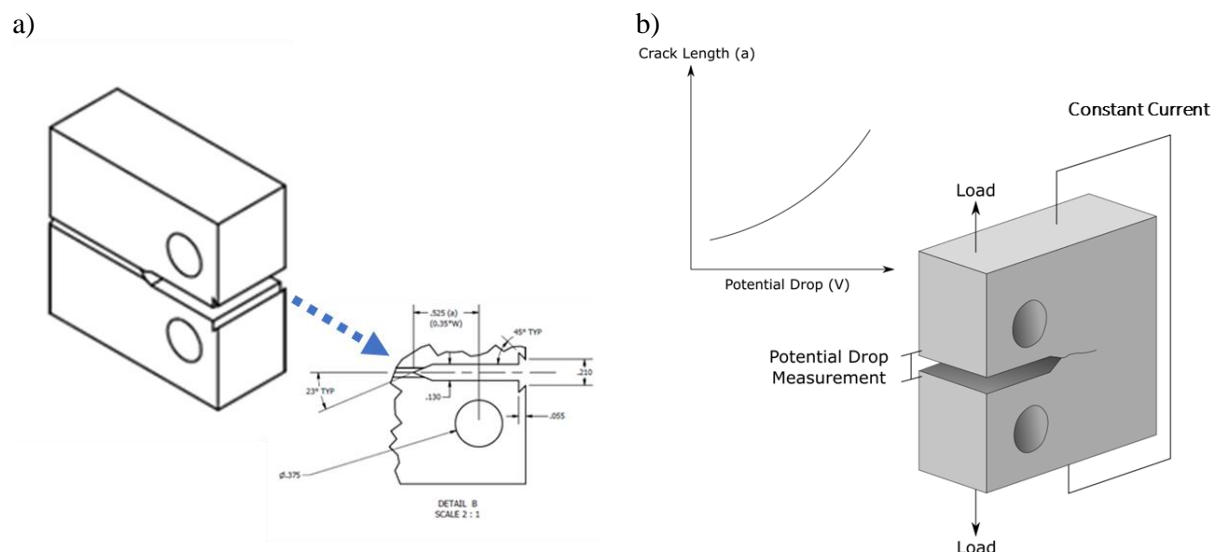 a)
.525 (a)
(0.35*W)
45° TYP
23° TYP
.130
.210
.055
Ø.375
DETAIL B
SCALE 2 : 1
b)
Crack Length (a)
Potential Drop (V)
Constant Current
Load
Potential Drop
Measurement
Load